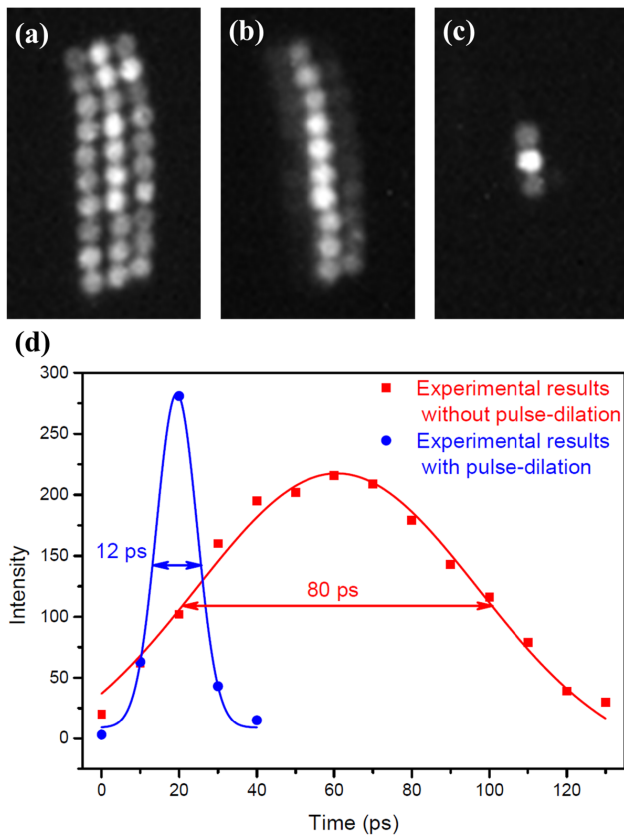 (a)
(b)
(c)
(d)
300
250
200
150
100
50
0
Intensity
Experimental results
without pulse-dilation
Experimental results
with pulse-dilation
12 ps
80 ps
0
20
40
60
80
100
120
Time (ps)